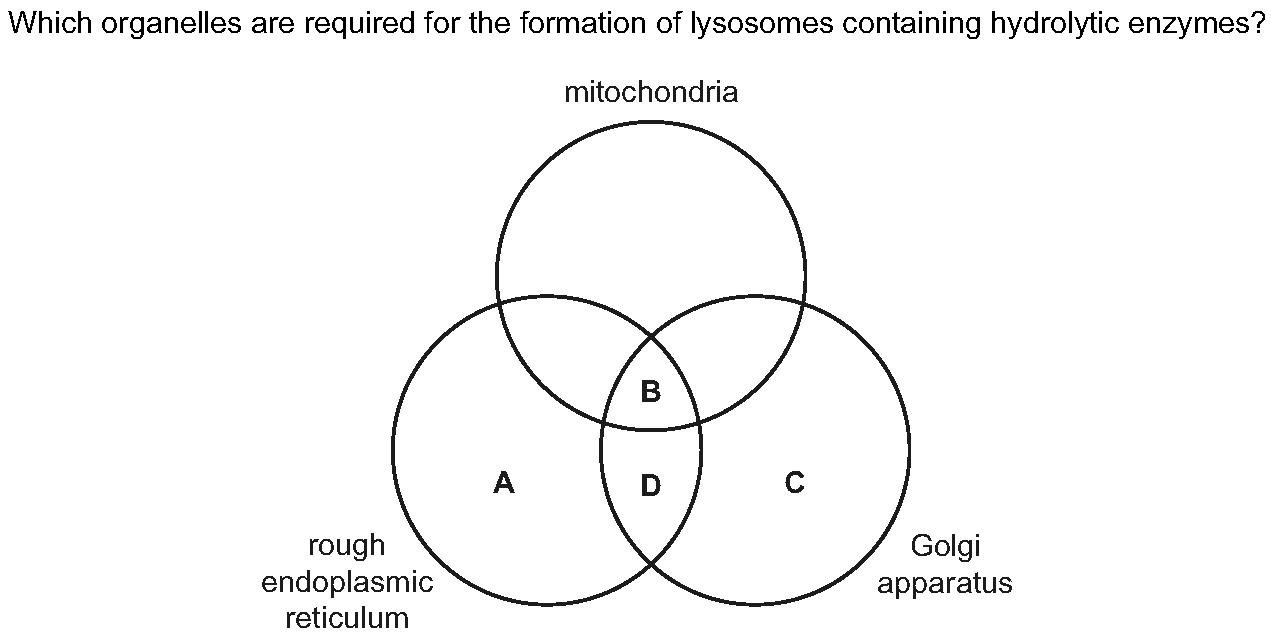 Which organelles are required for the formation of lysosomes containing hydrolytic enzymes?
mitochondria
B
A
D
C
rough
endoplasmic
reticulum
Golgi
apparatus